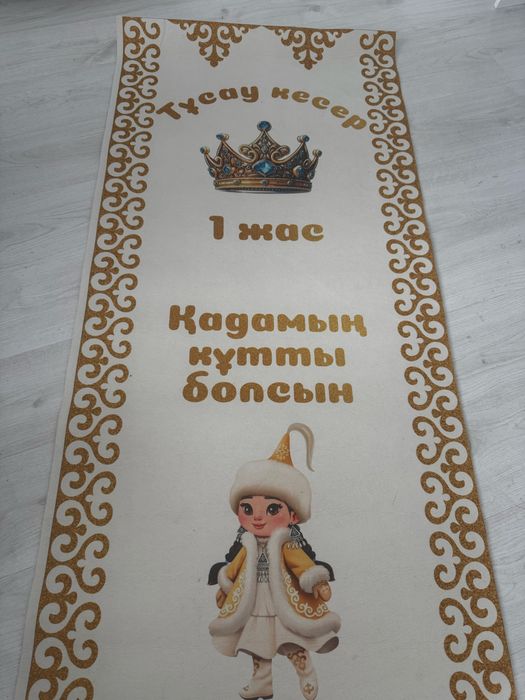 Тұсау кесер
1 жас
Қадамың
құтты
болсын